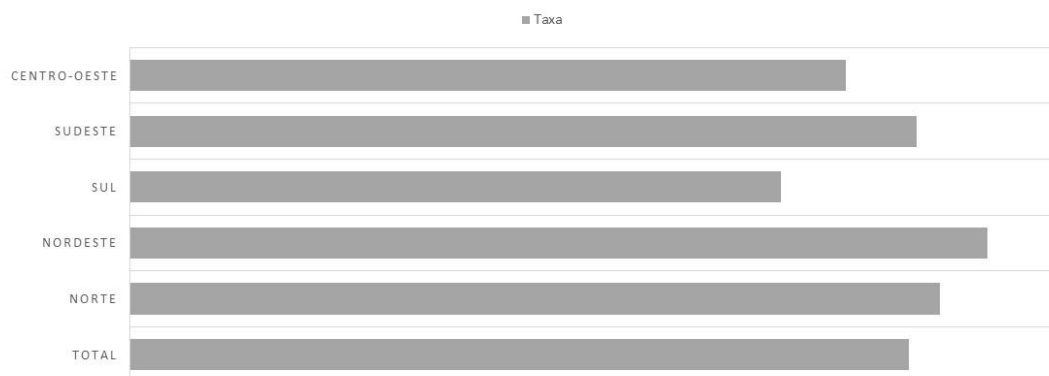 Taxa
CENTRO-OESTE
SUDESTE
SUL
NORDESTE
NORTE
TOTAL